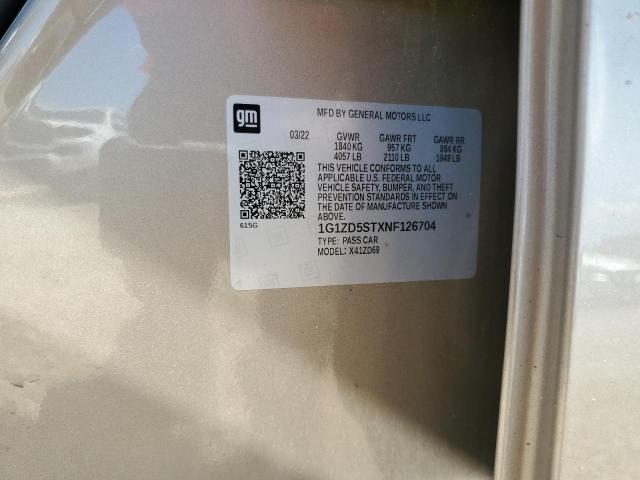 gm
MFD BY GENERAL MOTORS LLC
03/22 GVWR GAWR FRT GAWR RR
1840 KG 957 KG 884 KG
4057 LB 2110 LB 1948 LB
THIS VEHICLE CONFORMS TO ALL
APPLICABLE U.S. FEDERAL MOTOR
VEHICLE SAFETY, BUMPER, AND THEFT
PREVENTION STANDARDS IN EFFECT ON
THE DATE OF MANUFACTURE SHOWN
ABOVE.
615G
1G1ZD5STXNF126704
TYPE: PASS CAR
MODEL: X41ZD69